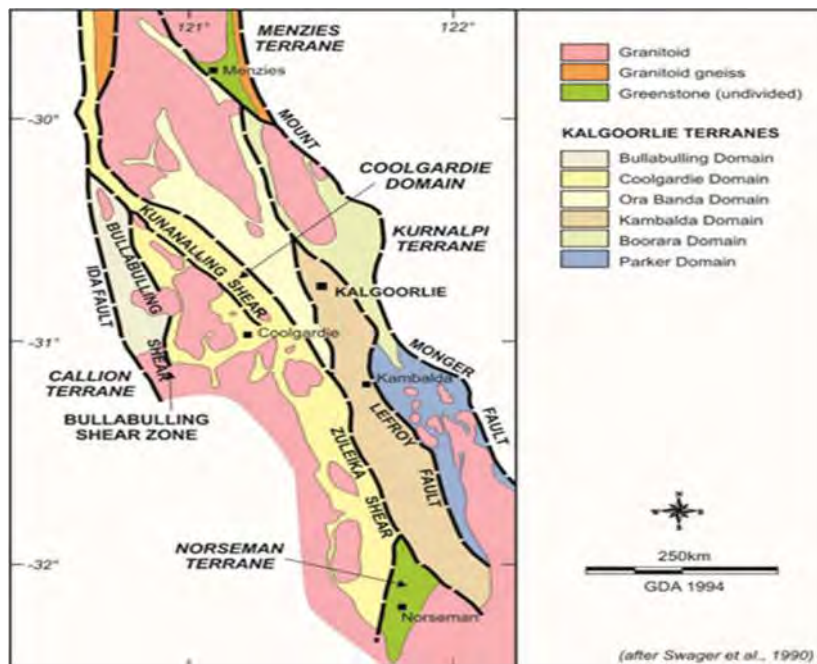 121
122
MENZIES
TERRANE
Menzies
-30°
MOUNT
COOLGARDIE
DOMAIN
KURNALPI
TERRANE
KUNANALLING SHEAR
BULLABULLING
SHEAR
IDA FAULT
KALGOORLIE
-31°
Coolgardie
CALLION
TERRANE
MONGER
FAULT
Kambalda
BULLABULLING
SHEAR ZONE
LEFROY
FAULT
ZULEIKA
SHEAR
NORSEMAN
TERRANE
-32°
Norseman
Granitoid
Granitoid gneiss
Greenstone (undivided)
KALGOORLIE TERRANES
Bullabulling Domain
Coolgardie Domain
Ora Banda Domain
Kambalda Domain
Boorara Domain
Parker Domain
250km
GDA 1994
(after Swager et al., 1990)